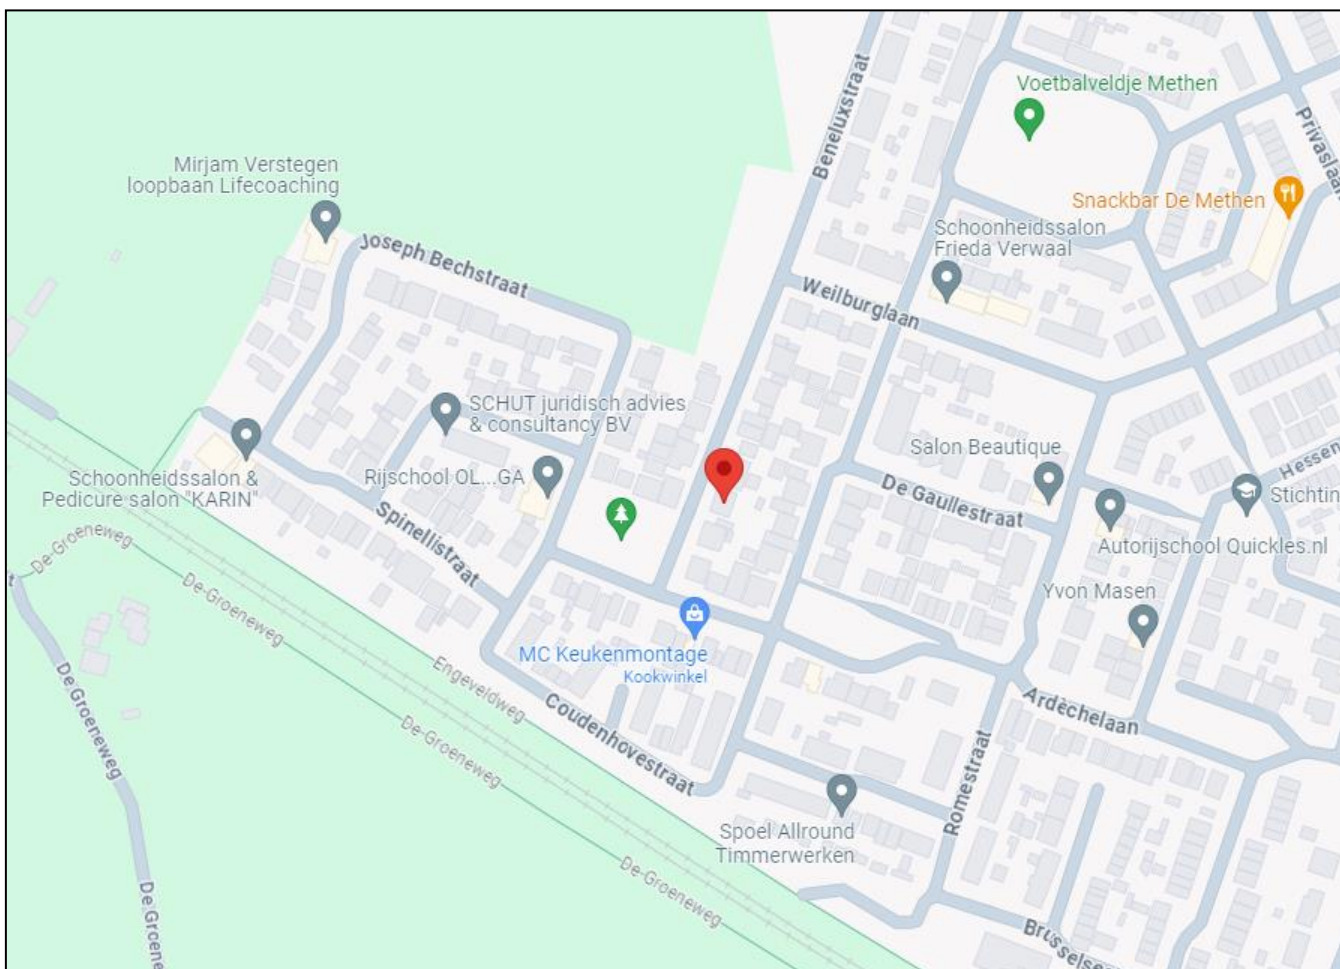 Voetbalveldje Methen
Beneluxstraat
Privaslaan
Mirjam Verstegen
loopbaan Lifecoaching
Snackbar De Methen
Schoonheidssalon
Frieda Verwaal
Joseph Bechstraat
Weilburglaan
SCHUT juridisch advies
& consultancy BV
Salon Beautique
Hessen
Rijschool OL...GA
Schoonheidssalon &
Pedicure salon "KARIN"
De Gaullestraat
Stichtin
Spinellistraat
De Groeneweg
De Groeneweg
Autorijschool Quickles.nl
t
Yvon Masen
MC Keukenmontage
Kookwinkel
Engeveldweg
De Groeneweg
Coudenhovestraat
Ardèchelaan
De Groeneweg
Romestraat
Spoel Allround
Timmerwerken
De Groeneweg
De Groene
Brusselse